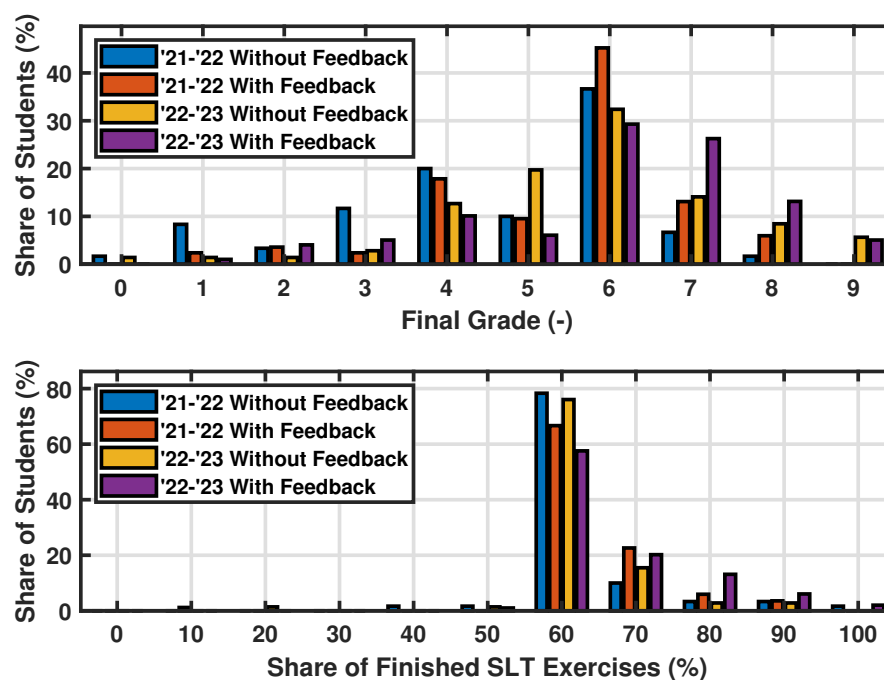 Share of Students (%)
40
30
20
10
0
'21-'22 Without Feedback
'21-'22 With Feedback
'22-'23 Without Feedback
'22-'23 With Feedback
0 1 2 3 4 5 6 7 8 9
Final Grade (-)
Share of Students (%)
80
60
40
20
0
'21-'22 Without Feedback
'21-'22 With Feedback
'22-'23 Without Feedback
'22-'23 With Feedback
0 10 20 30 40 50 60 70 80 90 100
Share of Finished SLT Exercises (%)